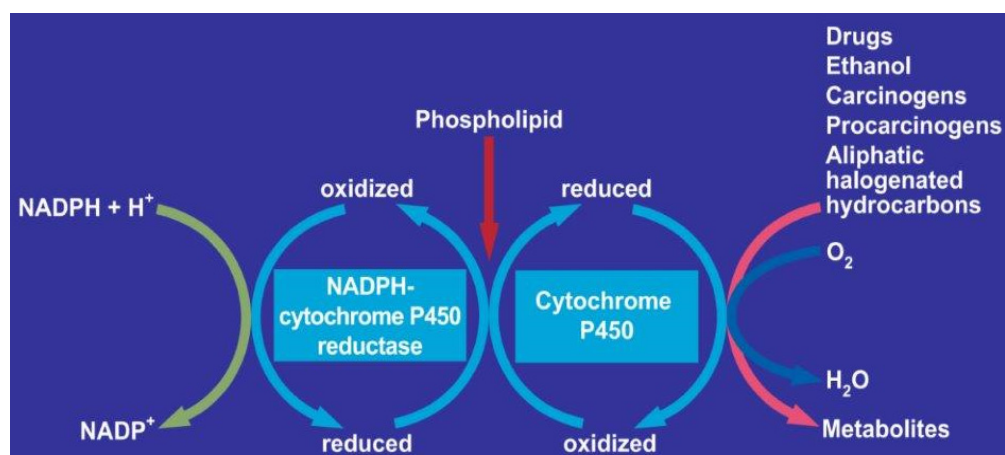 Drugs
Ethanol
Carcinogens
Procarcinogens
Aliphatic
halogenated
hydrocarbons
Phospholipid
oxidized
reduced
NADPH + H⁺
O₂
NADPH-
cytochrome P450
reductase
Cytochrome
P450
H₂O
NADP⁺
reduced
oxidized
Metabolites